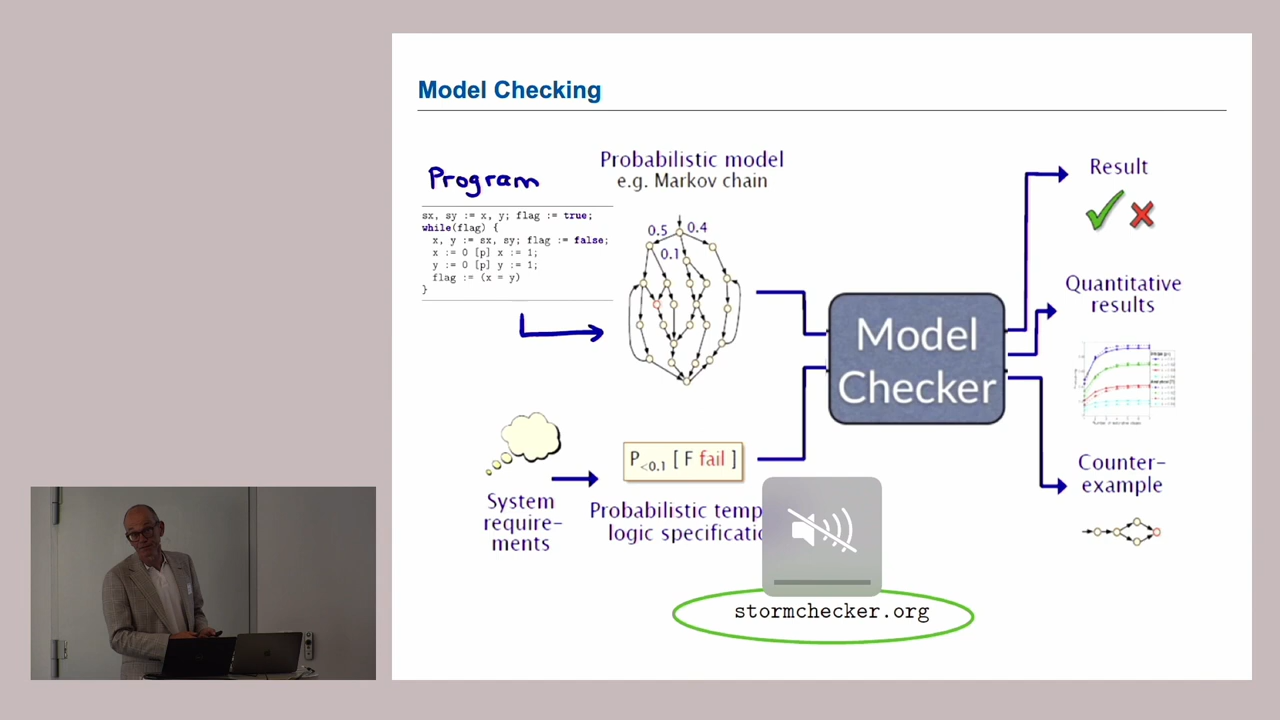 Model Checking
Program
sx, sy := x, y; flag := true;
while(flag) {
x, y := sx, sy; flag := false;
x := 0 [p] x := 1;
y := 0 [p] y := 1;
flag := (x = y)
}
Probabilistic model
e.g. Markov chain
0.5
0.4
0.1
System
require-
ments
P<0.1 [ F fail ]
Probabilistic temp
logic specificatio
Model
Checker
Result
Quantitative
results
Counter-
example
stormchecker.org